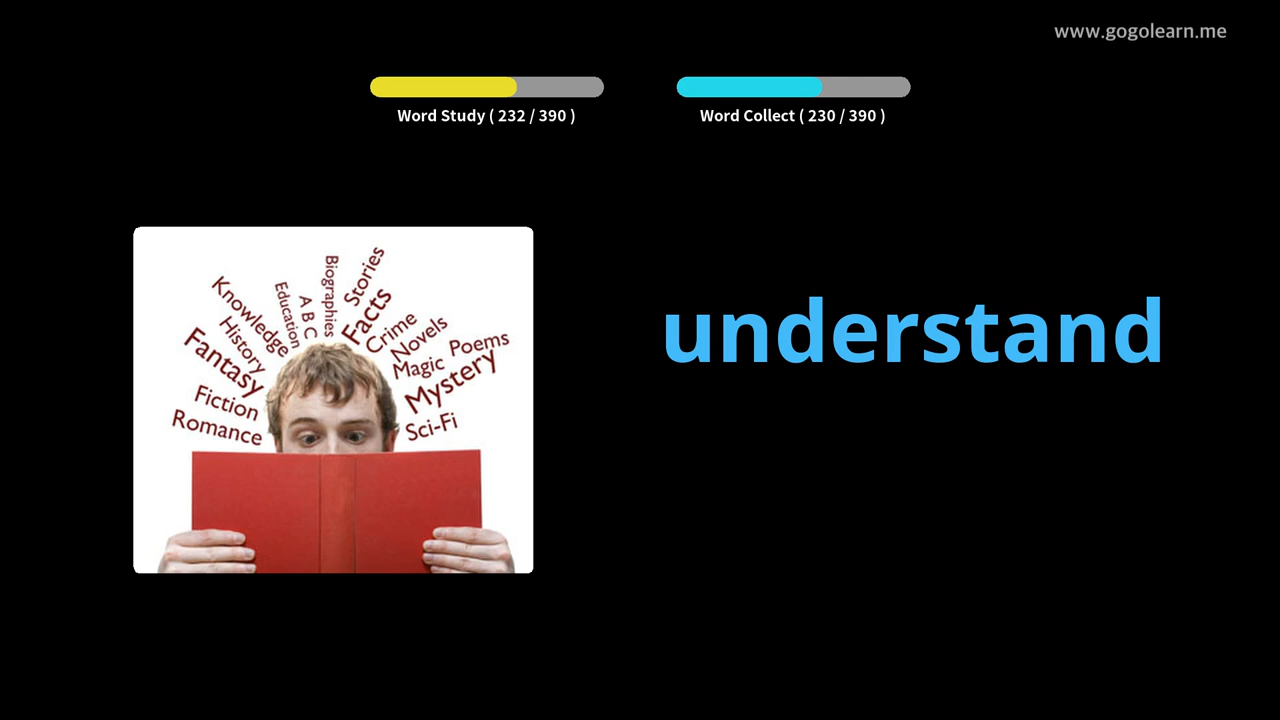 www.gogolearn.me
Word Study ( 232 / 390 )
Word Collect ( 230 / 390 )
understand
Romance
Fiction
Fantasy
History
Knowledge
Education
A B C
Biographies
Stories
Facts
Crime
Novels
Magic
Poems
Mystery
Sci-Fi